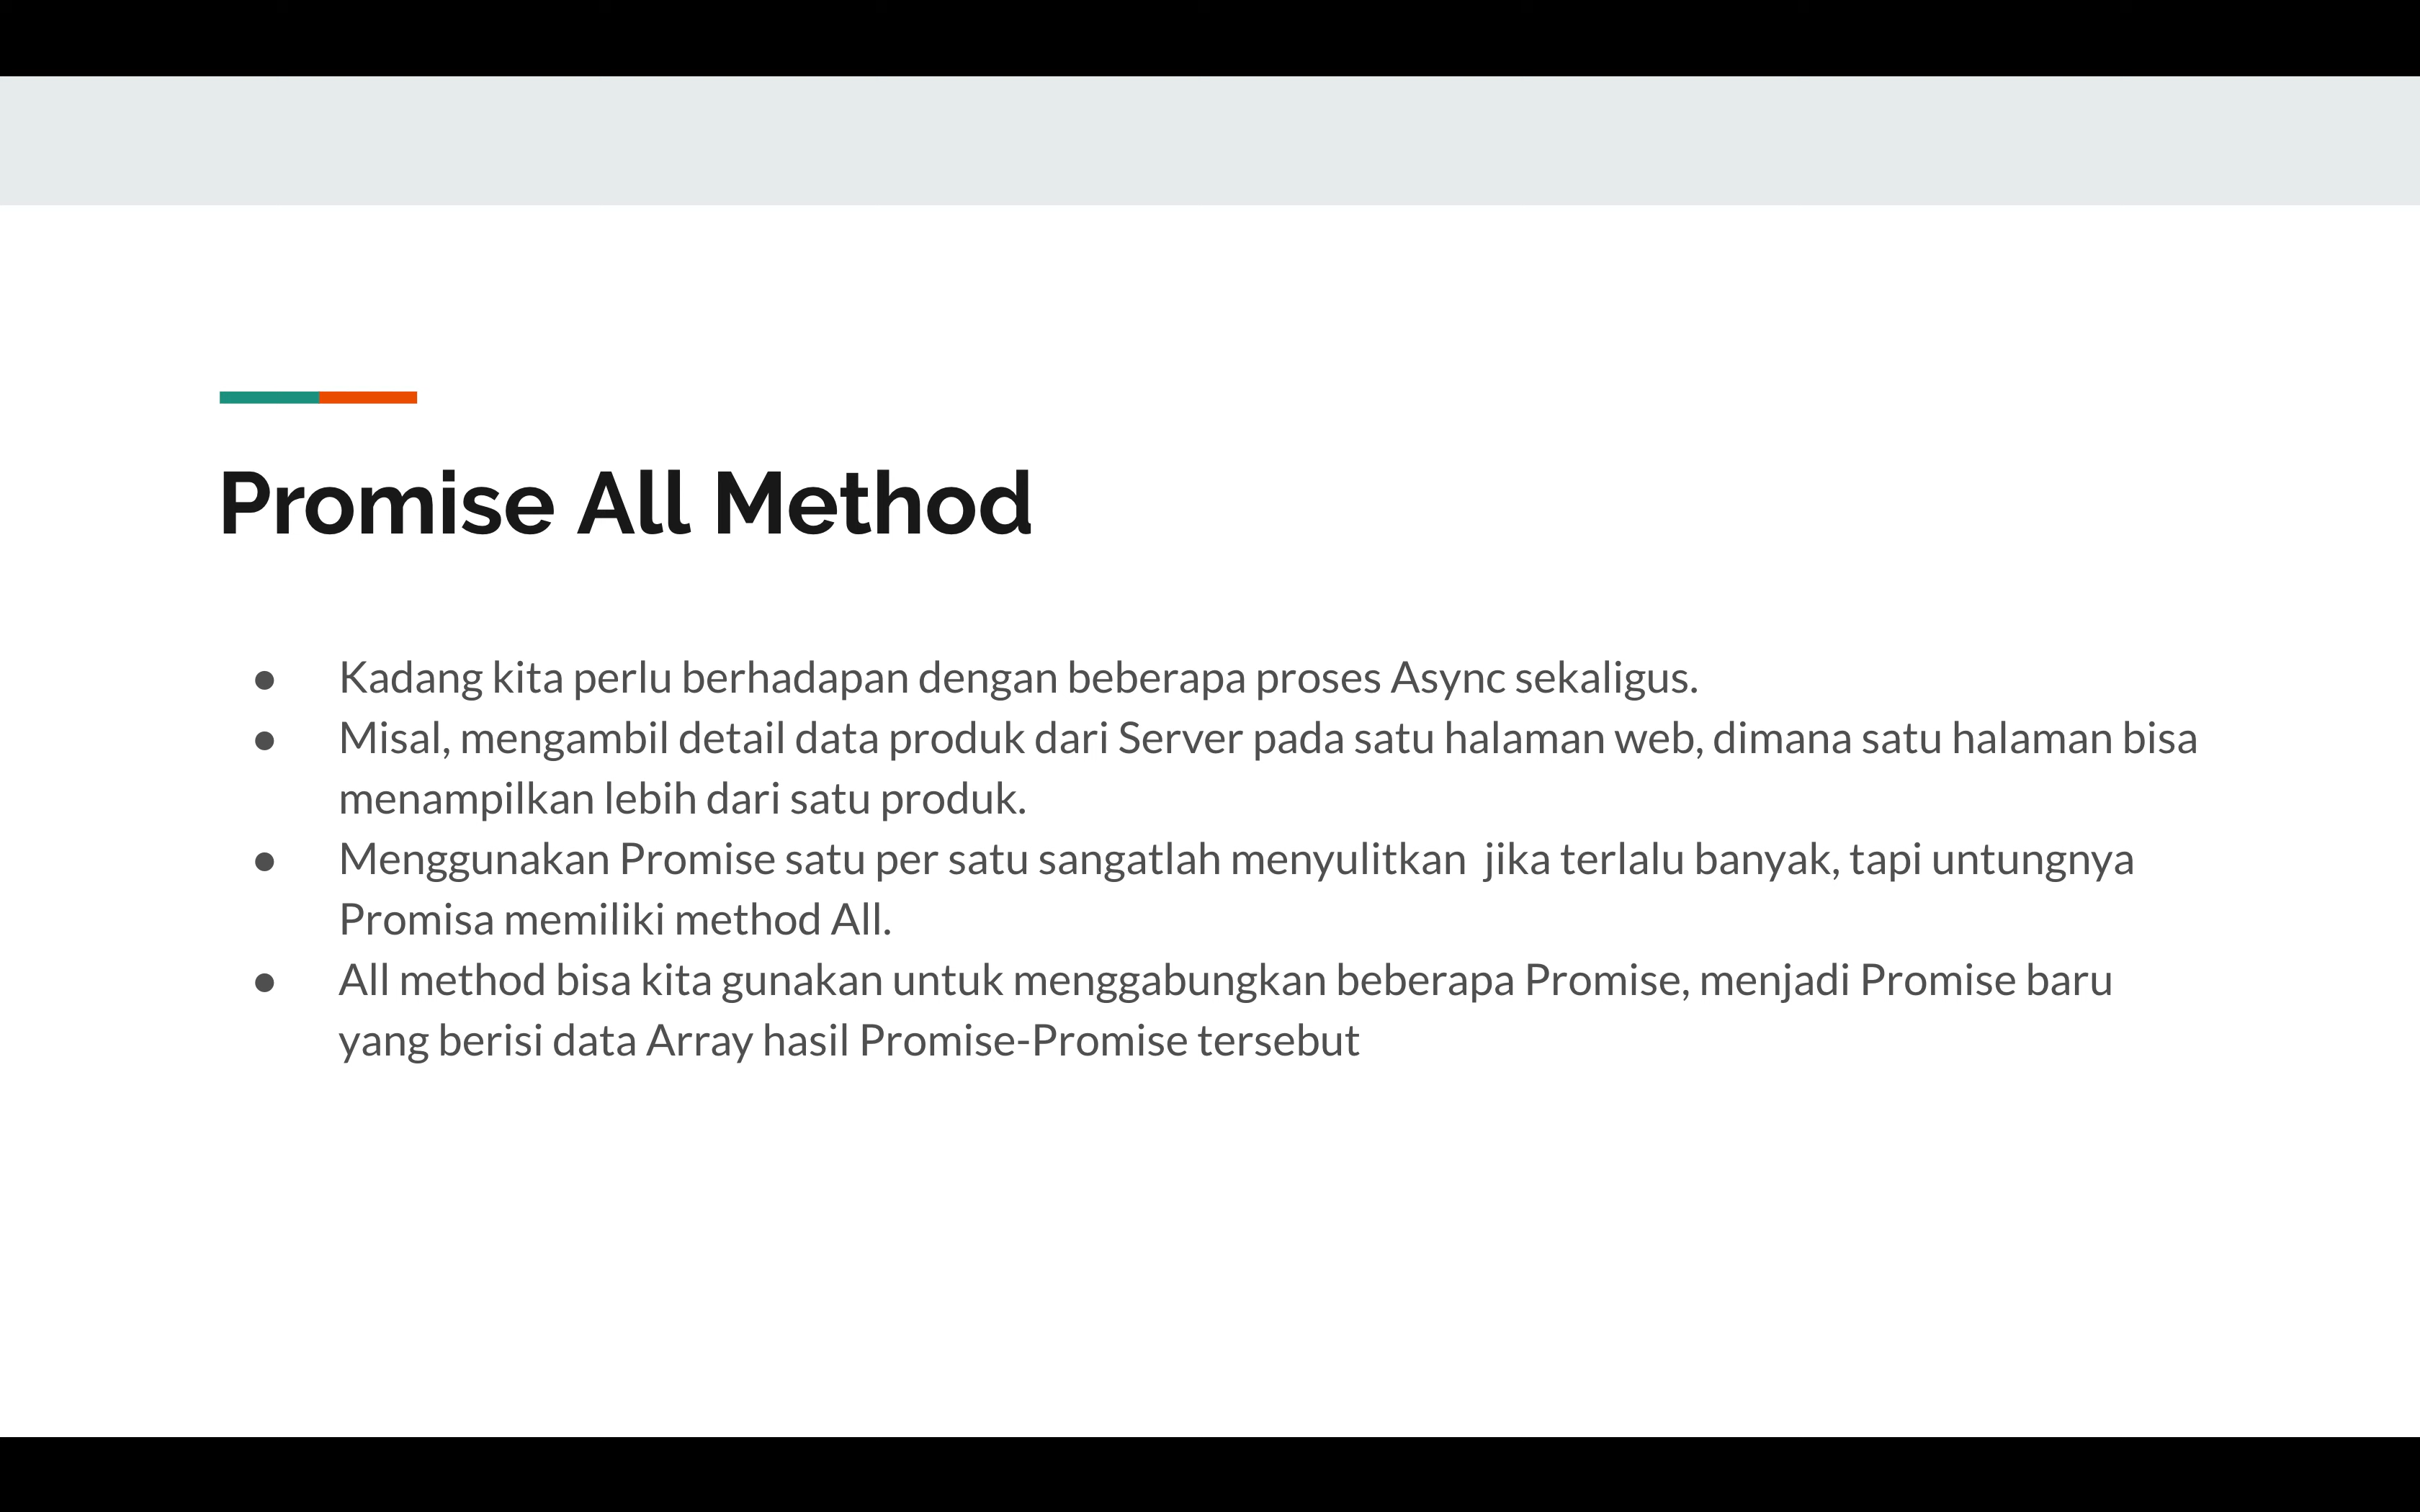 Promise All Method
● Kadang kita perlu berhadapan dengan beberapa proses Async sekaligus.
● Misal, mengambil detail data produk dari Server pada satu halaman web, dimana satu halaman bisa
menampilkan lebih dari satu produk.
● Menggunakan Promise satu per satu sangatlah menyulitkan  jika terlalu banyak, tapi untungnya
Promisa memiliki method All.
● All method bisa kita gunakan untuk menggabungkan beberapa Promise, menjadi Promise baru
yang berisi data Array hasil Promise-Promise tersebut